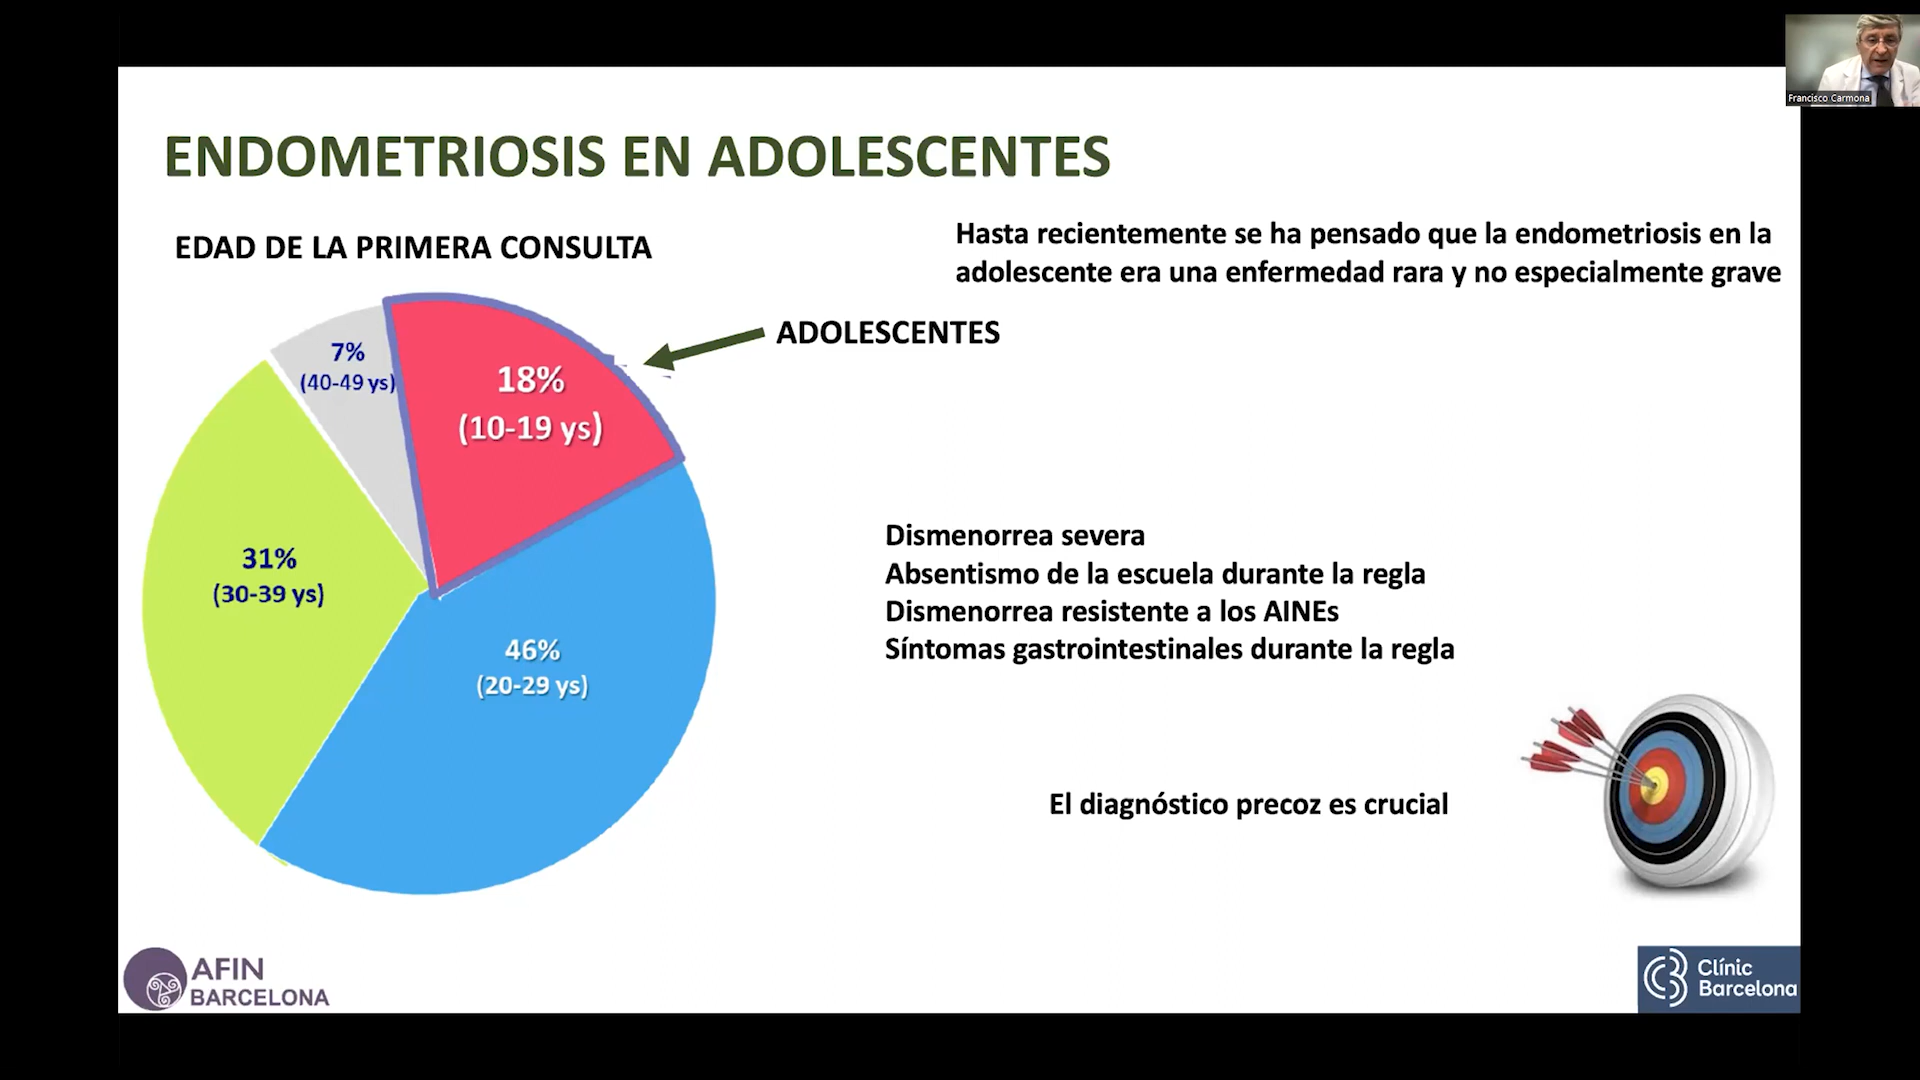 Francisco Carmona
ENDOMETRIOSIS EN ADOLESCENTES
EDAD DE LA PRIMERA CONSULTA
Hasta recientemente se ha pensado que la endometriosis en la
adolescente era una enfermedad rara y no especialmente grave
ADOLESCENTES
7%
(40-49 ys)
18%
(10-19 ys)
31%
(30-39 ys)
46%
(20-29 ys)
Dismenorrea severa
Absentismo de la escuela durante la regla
Dismenorrea resistente a los AINEs
Síntomas gastrointestinales durante la regla
El diagnóstico precoz es crucial
AFIN
BARCELONA
Clínic
Barcelona